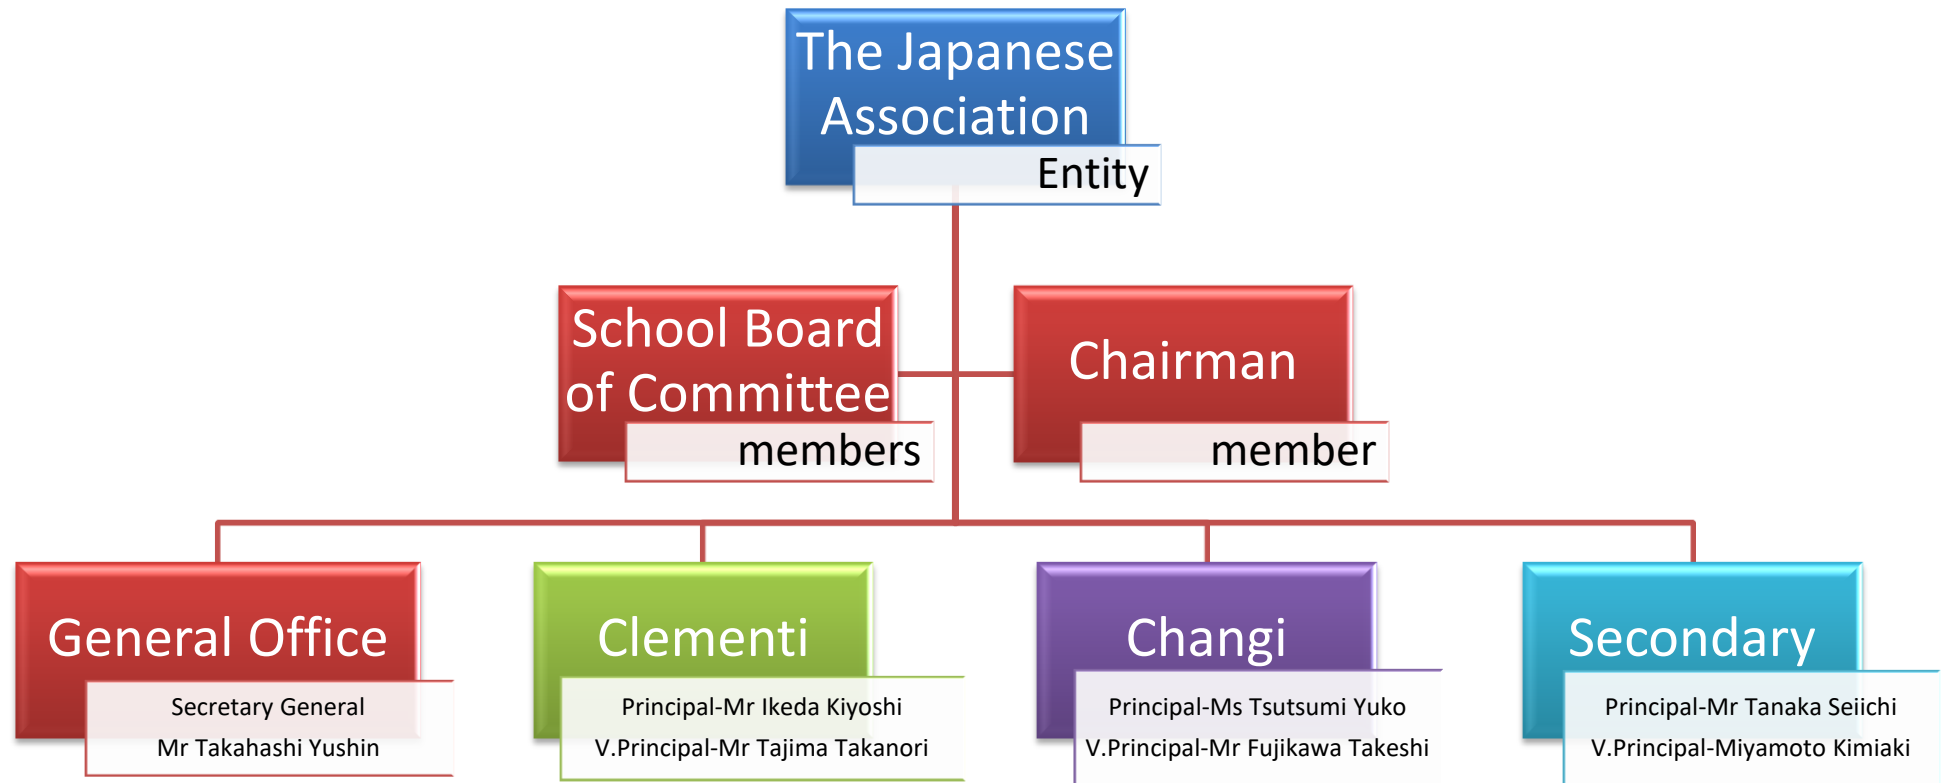 The Japanese
Association
Entity
School Board
of Committee
members
Chairman
member
General Office
Secretary General
Mr Takahashi Yushin
Clementi
Principal-Mr Ikeda Kiyoshi
V.Principal-Mr Tajima Takanori
Changi
Principal-Ms Tsutsumi Yuko
V.Principal-Mr Fujikawa Takeshi
Secondary
Principal-Mr Tanaka Seiichi
V.Principal-Miyamoto Kimiaki